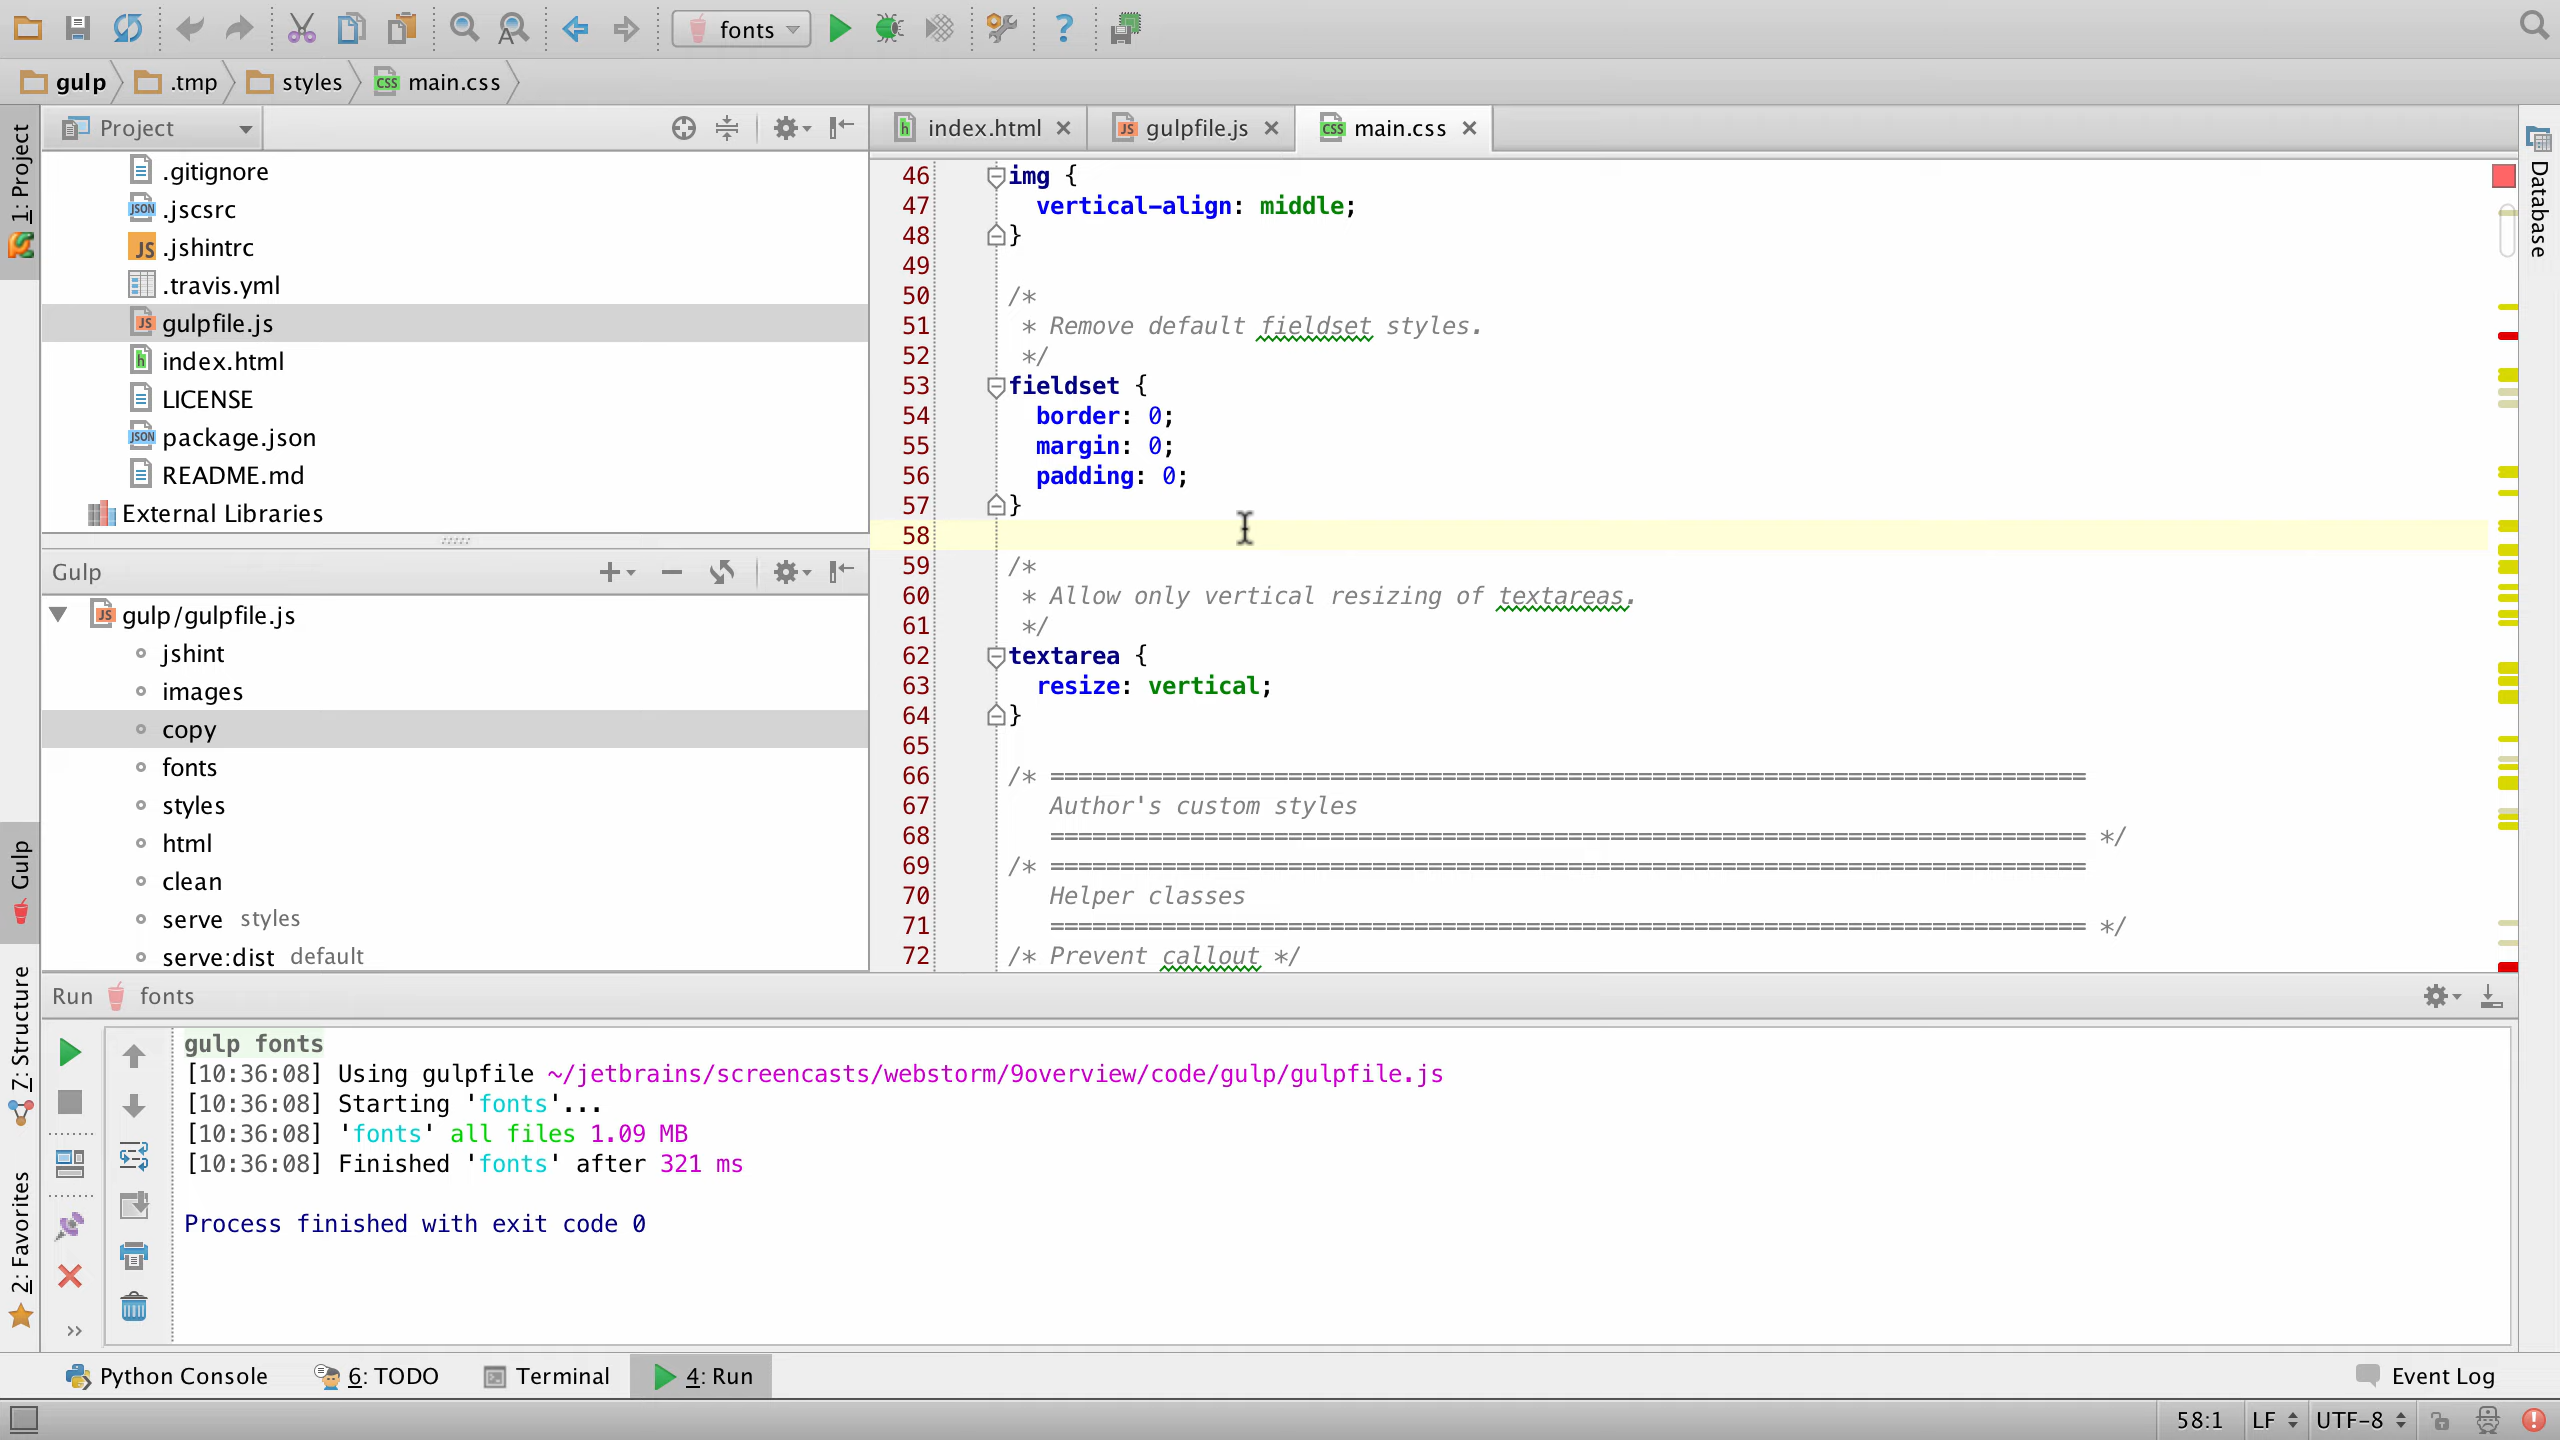 fonts
gulp .tmp styles main.css
1: Project
Project
.gitignore
.jscsrc
.jshintrc
.travis.yml
gulpfile.js
index.html
LICENSE
package.json
README.md
External Libraries
Gulp
gulp/gulpfile.js
jshint
images
copy
fonts
styles
html
clean
serve styles
serve:dist default
Gulp
7: Structure
2: Favorites
index.html gulpfile.js main.css
46 img {
47 vertical-align: middle;
48 }
49
50 /*
51 * Remove default fieldset styles.
52 */
53 fieldset {
54 border: 0;
55 margin: 0;
56 padding: 0;
57 }
58
59 /*
60 * Allow only vertical resizing of textareas.
61 */
62 textarea {
63 resize: vertical;
64 }
65
66 /* ==========================================================================
67 Author's custom styles
68 ========================================================================== */
69 /* ==========================================================================
70 Helper classes
71 ========================================================================== */
72 /* Prevent callout */
Database
Run fonts
gulp fonts
[10:36:08] Using gulpfile ~/jetbrains/screencasts/webstorm/9overview/code/gulp/gulpfile.js
[10:36:08] Starting 'fonts'...
[10:36:08] 'fonts' all files 1.09 MB
[10:36:08] Finished 'fonts' after 321 ms
Process finished with exit code 0
Python Console 6: TODO Terminal 4: Run Event Log
58:1 LF UTF-8